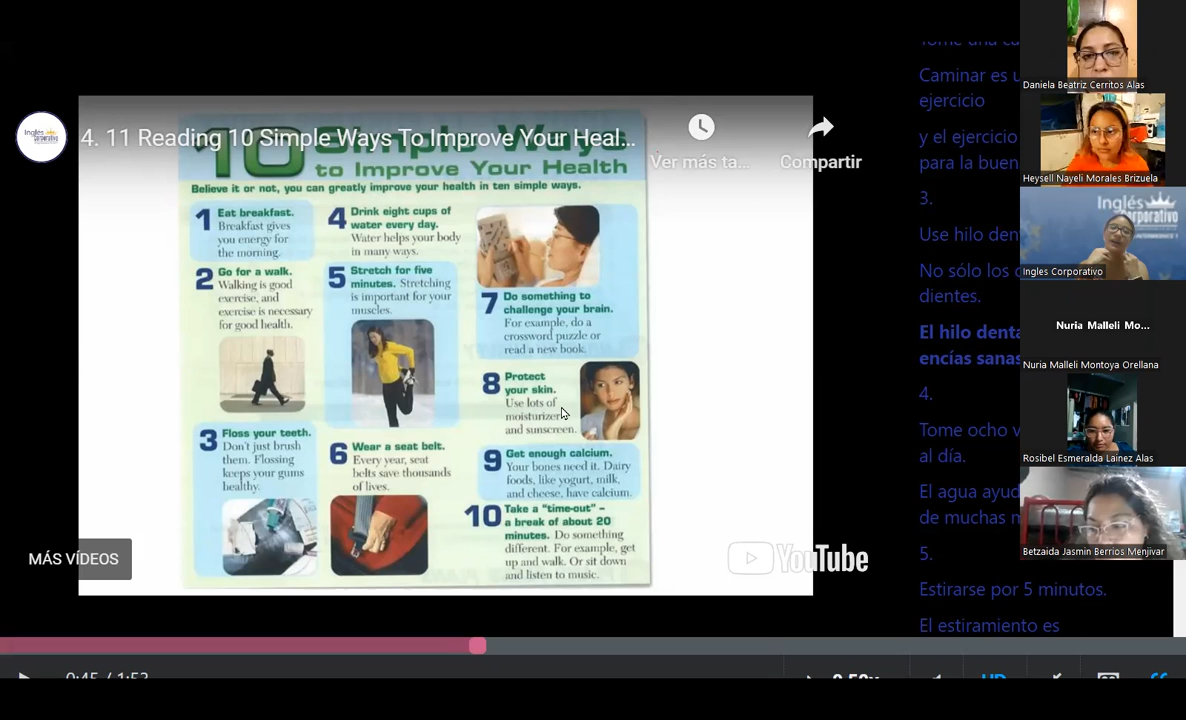 4. 11 Reading 10 Simple Ways To Improve Your Heal...
Ver más ta...
Compartir
Inglés
Corporativo
10 Simple Ways
to Improve Your Health
Believe it or not, you can greatly improve your health in ten simple ways.
1 Eat breakfast.
Breakfast gives
you energy for
the morning.
2 Go for a walk.
Walking is good
exercise, and
exercise is necessary
for good health.
3 Floss your teeth.
Don't just brush
them. Flossing
keeps your gums
healthy.
4 Drink eight cups of
water every day.
Water helps your body
in many ways.
5 Stretch for five
minutes. Stretching
is important for your
muscles.
6 Wear a seat belt.
Every year, seat
belts save thousands
of lives.
7 Do something to
challenge your brain.
For example, do a
crossword puzzle or
read a new book.
8 Protect
your skin.
Use lots of
moisturizer
and sunscreen.
9 Get enough calcium.
Your bones need it. Dairy
foods, like yogurt, milk,
and cheese, have calcium.
10 Take a "time-out" –
a break of about 20
minutes. Do something
different. For example, get
up and walk. Or sit down
and listen to music.
MÁS VÍDEOS
YouTube
0:45 / 1:53
HD
Caminar es
ejercicio
y el ejercicio
para la buen
3.
Use hilo den
No sólo los
dientes.
El hilo denta
encías sanas
4.
Tome ocho v
al día.
El agua ayud
de muchas m
5.
Estirarse por 5 minutos.
El estiramiento es
Daniela Beatriz Cerritos Alas
Heysell Nayeli Morales Brizuela
Inglés
Corporativo
Ingles Corporativo
Nuria Malleli Mo...
Nuria Malleli Montoya Orellana
Rosibel Esmeralda Lainez Alas
Betzaida Jasmin Berrios Menjivar